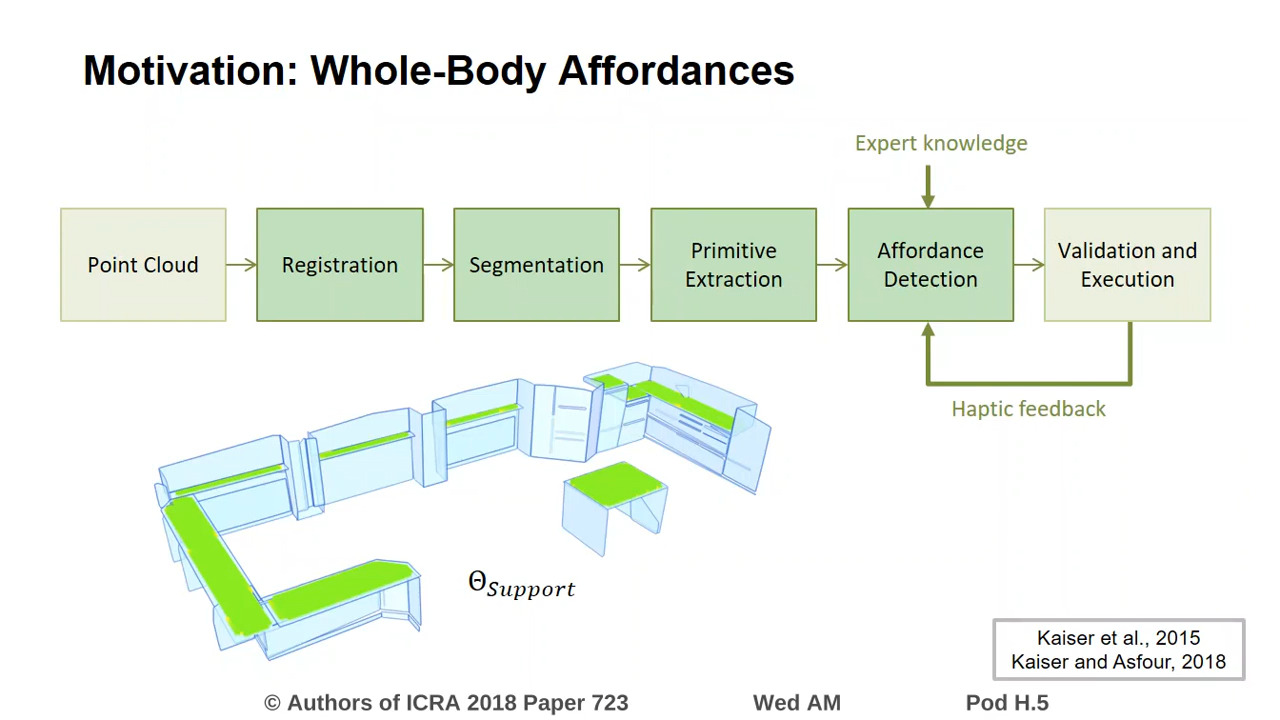 Motivation: Whole-Body Affordances
Expert knowledge
Point Cloud
Registration
Segmentation
Primitive
Extraction
Affordance
Detection
Validation and
Execution
Haptic feedback
Θ_Support
Kaiser et al., 2015
Kaiser and Asfour, 2018
© Authors of ICRA 2018 Paper 723 Wed AM Pod H.5